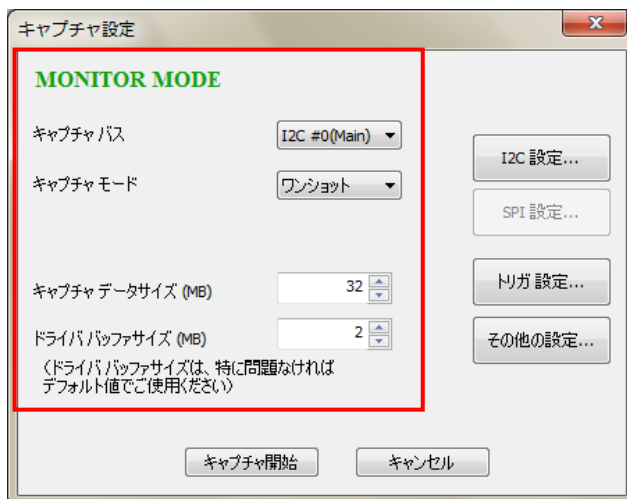 キャプチャ設定
MONITOR MODE
キャプチャ バス
I2C #0(Main)
キャプチャ モード
ワンショット
キャプチャ データサイズ (MB)
32
ドライバ バッファサイズ (MB)
2
(ドライバ バッファサイズは、特に問題なければ
デフォルト値でご使用ください)
I2C 設定...
SPI 設定...
トリガ 設定...
その他の設定...
キャプチャ開始
キャンセル